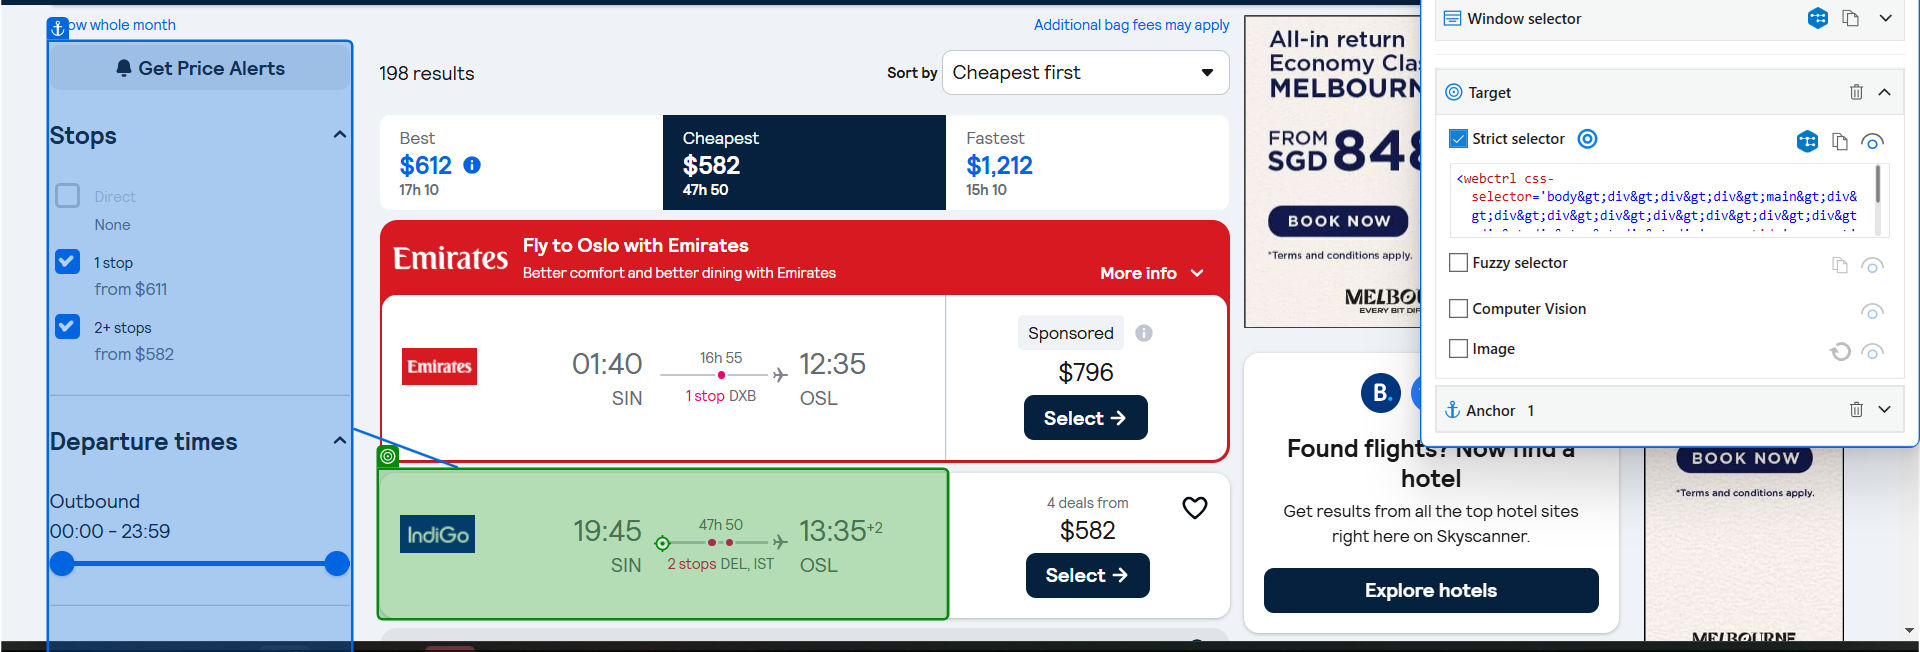 ow whole month
Get Price Alerts
Stops
Direct
None
1 stop
from $611
2+ stops
from $582
Departure times
Outbound
00:00 - 23:59
Additional bag fees may apply
198 results
Sort by
Cheapest first
Best
$612
17h 10
Cheapest
$582
47h 50
Fastest
$1,212
15h 10
Emirates
Fly to Oslo with Emirates
Better comfort and better dining with Emirates
More info
Emirates
01:40
SIN
16h 55
1 stop DXB
12:35
OSL
Sponsored
$796
Select
IndiGo
19:45
SIN
47h 50
2 stops DEL, IST
13:35+2
OSL
4 deals from
$582
Select
All-in return
Economy Cla
MELBOURN
FROM
SGD 848
BOOK NOW
*Terms and conditions apply.
MELBO
EVERY BIT DI
B.
Found flights? Now find a
hotel
Get results from all the top hotel sites
right here on Skyscanner.
Explore hotels
Window selector
Target
Strict selector
<webctrl css-
selector='body&gt;div&gt;div&gt;div&gt;main&gt;div&
gt;div&gt;div&gt;div&gt;div&gt;div&gt;div&gt;div&gt
Fuzzy selector
Computer Vision
Image
Anchor 1
BOOK NOW
*Terms and conditions apply.
MELBOURNE